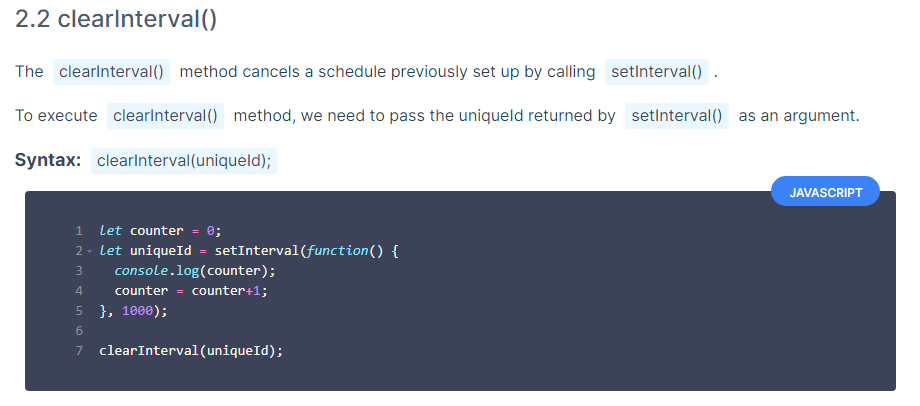 2.2 clearInterval()
The clearInterval() method cancels a schedule previously set up by calling setInterval() .
To execute clearInterval() method, we need to pass the uniqueId returned by setInterval() as an argument.
Syntax: clearInterval(uniqueId);
JAVASCRIPT
1 let counter = 0;
2 let uniqueId = setInterval(function() {
3   console.log(counter);
4   counter = counter+1;
5 }, 1000);
6
7 clearInterval(uniqueId);